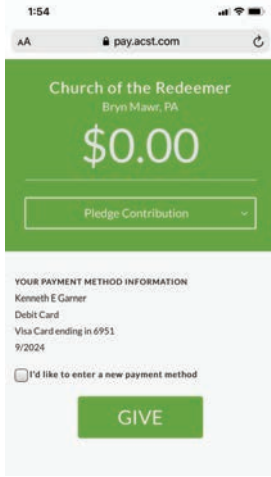 1:54
AA pay.acst.com
Church of the Redeemer
Bryn Mawr, PA
$0.00
Pledge Contribution
YOUR PAYMENT METHOD INFORMATION
Kenneth E Garner
Debit Card
Visa Card ending in 6951
9/2024
I'd like to enter a new payment method
GIVE